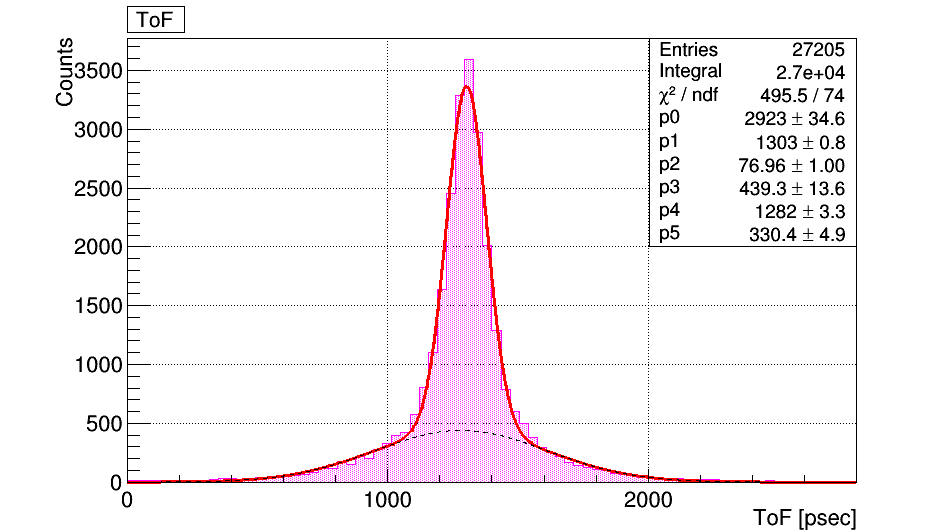 ToF
Counts
Entries 27205
Integral 2.7e+04
χ² / ndf 495.5 / 74
p0 2923 ± 34.6
p1 1303 ± 0.8
p2 76.96 ± 1.00
p3 439.3 ± 13.6
p4 1282 ± 3.3
p5 330.4 ± 4.9
3500
3000
2500
2000
1500
1000
500
0
0 1000 2000
ToF [psec]